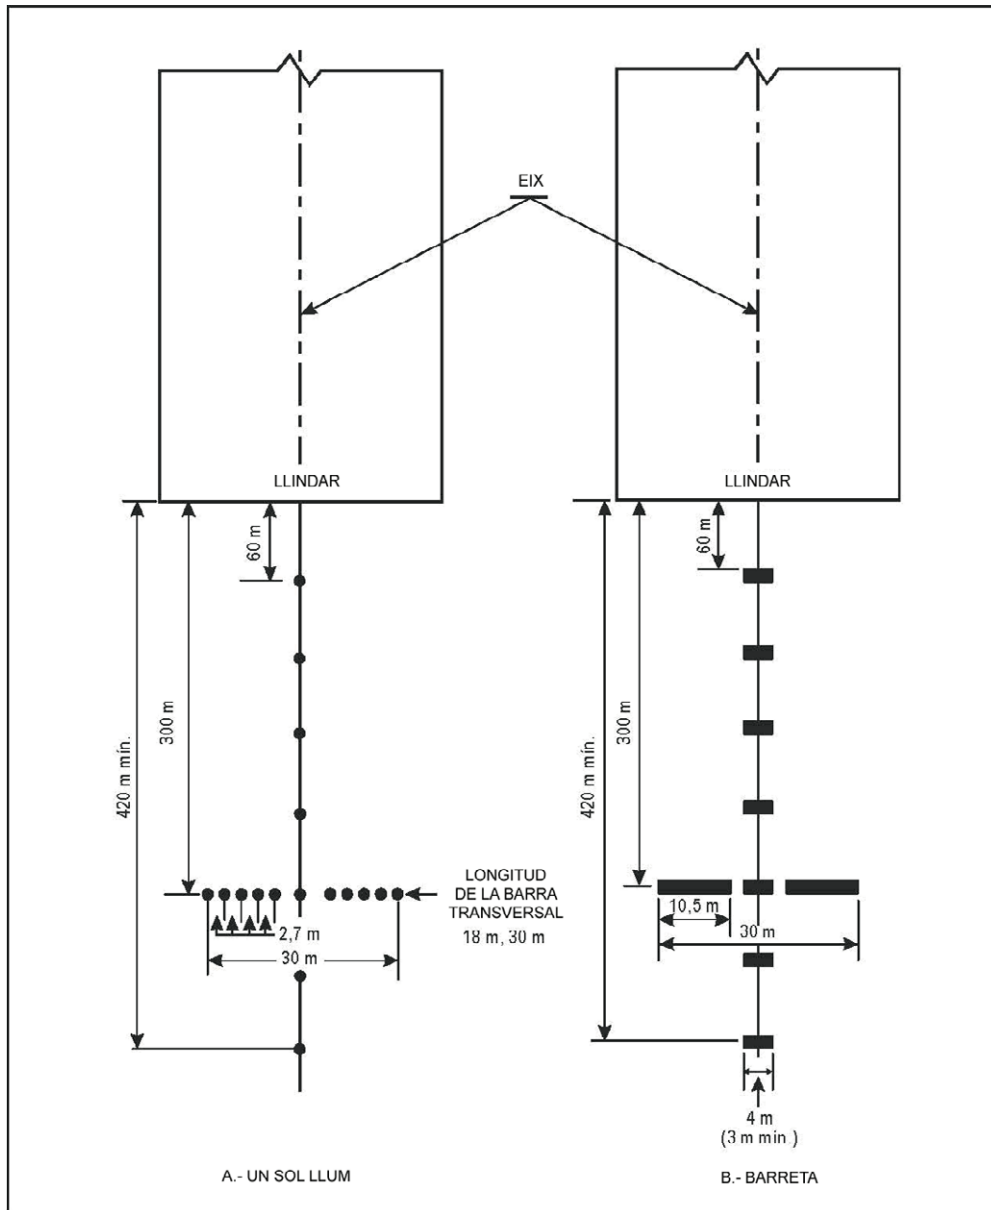 EIX
LLINDAR
LLINDAR
60 m
60 m
300 m
300 m
420 m mín.
420 m mín.
LONGITUD
DE LA BARRA
TRANSVERSAL
18 m, 30 m
2,7 m
30 m
10,5 m
30 m
4 m
(3 m mín.)
A.- UN SOL LLUM
B.- BARRETA